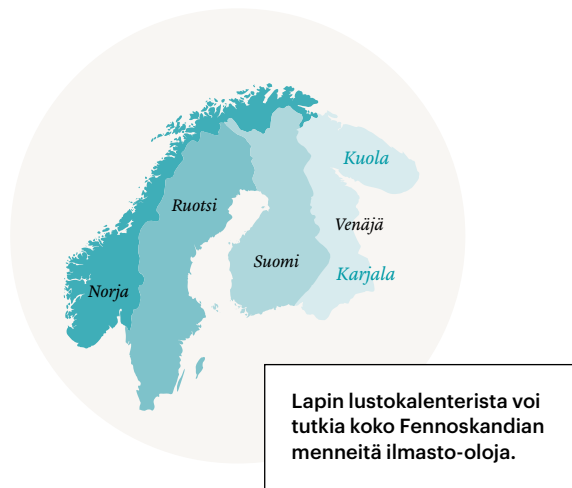 Kuola
Ruotsi
Venäjä
Suomi
Karjala
Norja
Lapin lustokalenterista voi
tutkia koko Fennoskandian
menneitä ilmasto-oloja.